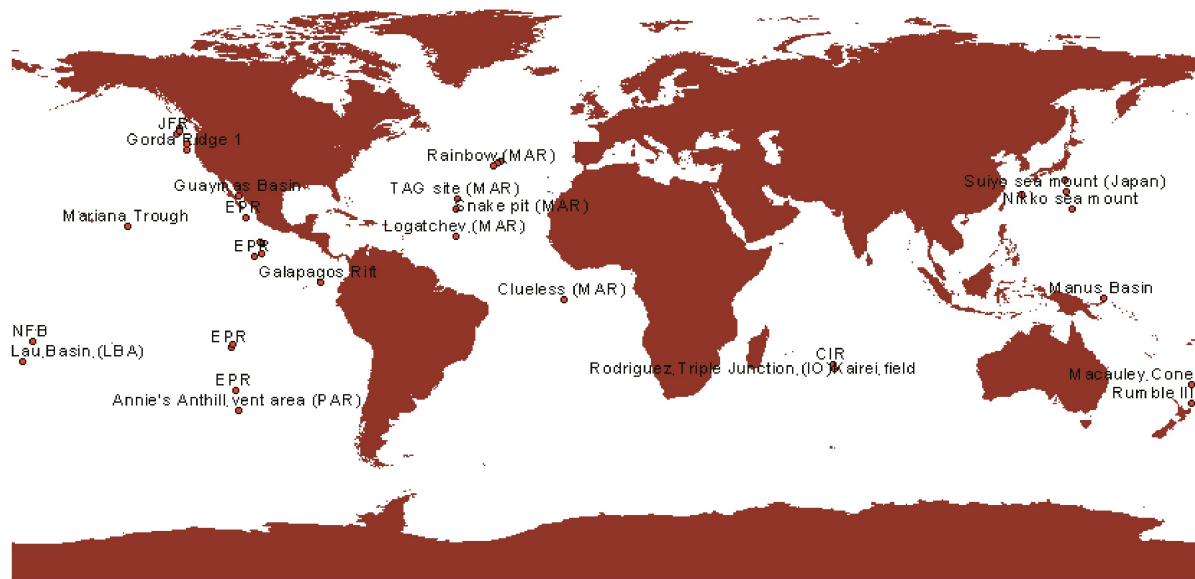 JFR
Gorda Ridge 1
Rainbow (MAR)
Guaymas Basin
TAG site (MAR)
Suiyo sea mount (Japan)
EPR
Snake pit (MAR)
Nikko sea mount
Mariana Trough
Logatchev (MAR)
EPR
Galapagos Rift
Clueless (MAR)
Manus Basin
NFB
EPR
Lau Basin (LBA)
CIR
Rodriguez Triple Junction (IO) Kairei field
EPR
Macauley Cone
Annie's Anthill vent area (PAR)
Rumble III